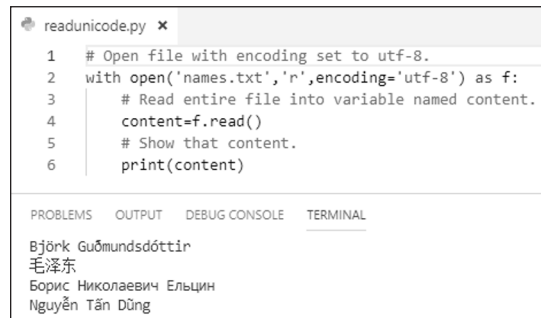 readunicode.py ×
1 # Open file with encoding set to utf-8.
2 with open('names.txt','r',encoding='utf-8') as f:
3 # Read entire file into variable named content.
4 content=f.read()
5 # Show that content.
6 print(content)
PROBLEMS OUTPUT DEBUG CONSOLE TERMINAL
Björk Guðmundsdóttir
毛泽东
Борис Николаевич Ельцин
Nguyễn Tấn Dũng